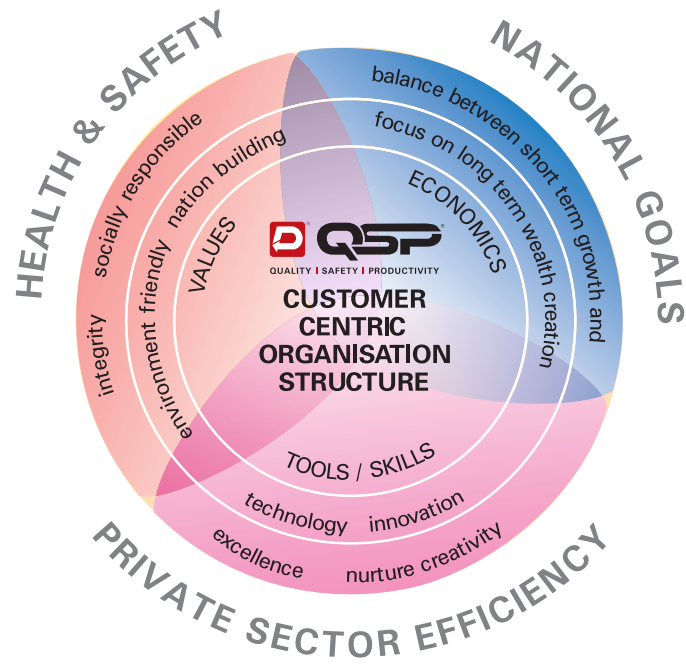 HEALTH & SAFETY
NATIONAL GOALS
socially responsible
integrity
nation building
environment friendly
VALUES
balance between short term growth and
focus on long term wealth creation
ECONOMICS
QSP
QUALITY I SAFETY I PRODUCTIVITY
CUSTOMER
CENTRIC
ORGANISATION
STRUCTURE
TOOLS / SKILLS
technology innovation
excellence nurture creativity
PRIVATE SECTOR EFFICIENCY